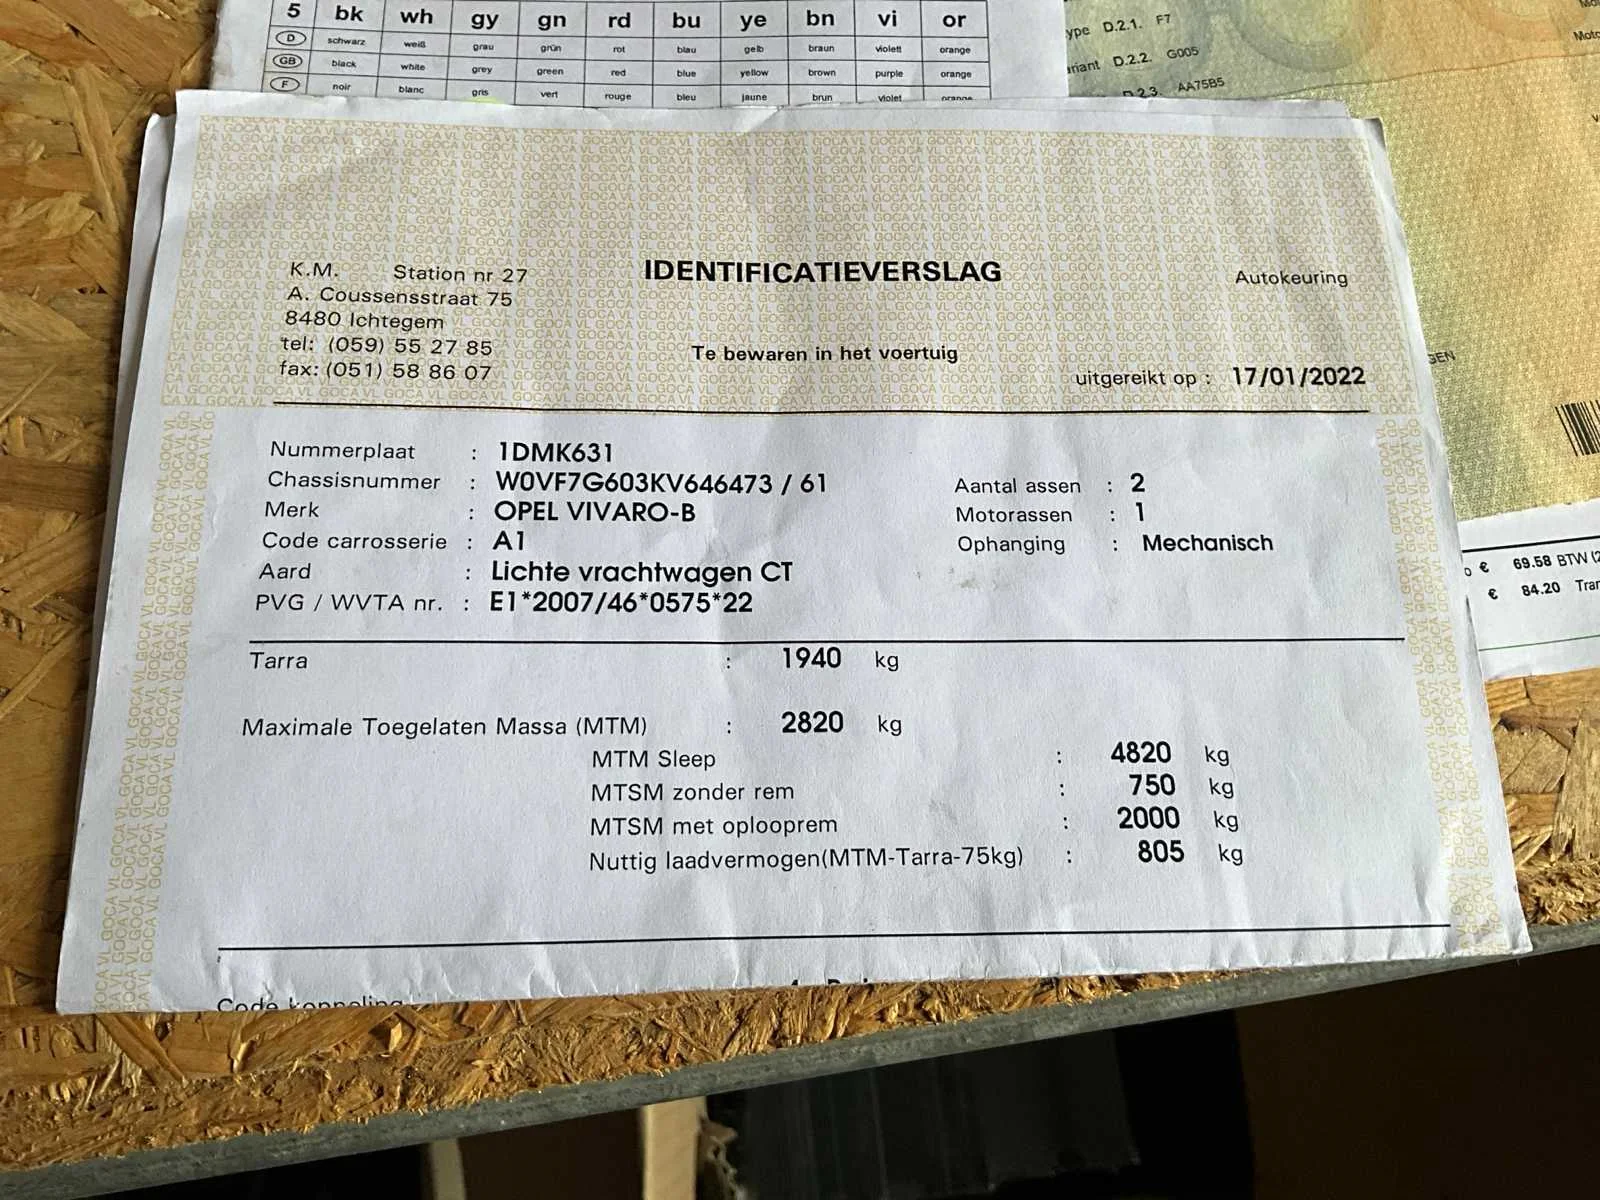 5 bk wh gy gn rd bu ye bn vi or
D schwarz weiß grau grün rot blau gelb braun violett orange
GB black white grey green red blue yellow brown purple orange
F noir blanc gris vert rouge bleu jaune brun violet orange
D.2.1. F7
D.2.2. G005
D.2.3. AA75B5
K.M. Station nr 27
A. Coussensstraat 75
8480 Ichtegem
tel: (059) 55 27 85
fax: (051) 58 86 07
IDENTIFICATIEVERSLAG
Te bewaren in het voertuig
Autokeuring
uitgereikt op : 17/01/2022
Nummerplaat : 1DMK631
Chassisnummer : W0VF7G603KV646473 / 61
Merk : OPEL VIVARO-B
Code carrosserie : A1
Aard : Lichte vrachtwagen CT
PVG / WVTA nr. : E1*2007/46*0575*22
Aantal assen : 2
Motorassen : 1
Ophanging : Mechanisch
Tarra : 1940 kg
Maximale Toegelaten Massa (MTM) : 2820 kg
MTM Sleep : 4820 kg
MTSM zonder rem : 750 kg
MTSM met oplooprem : 2000 kg
Nuttig laadvermogen(MTM-Tarra-75kg) : 805 kg
Code koppeling
€ 69.58 BTW
€ 84.20